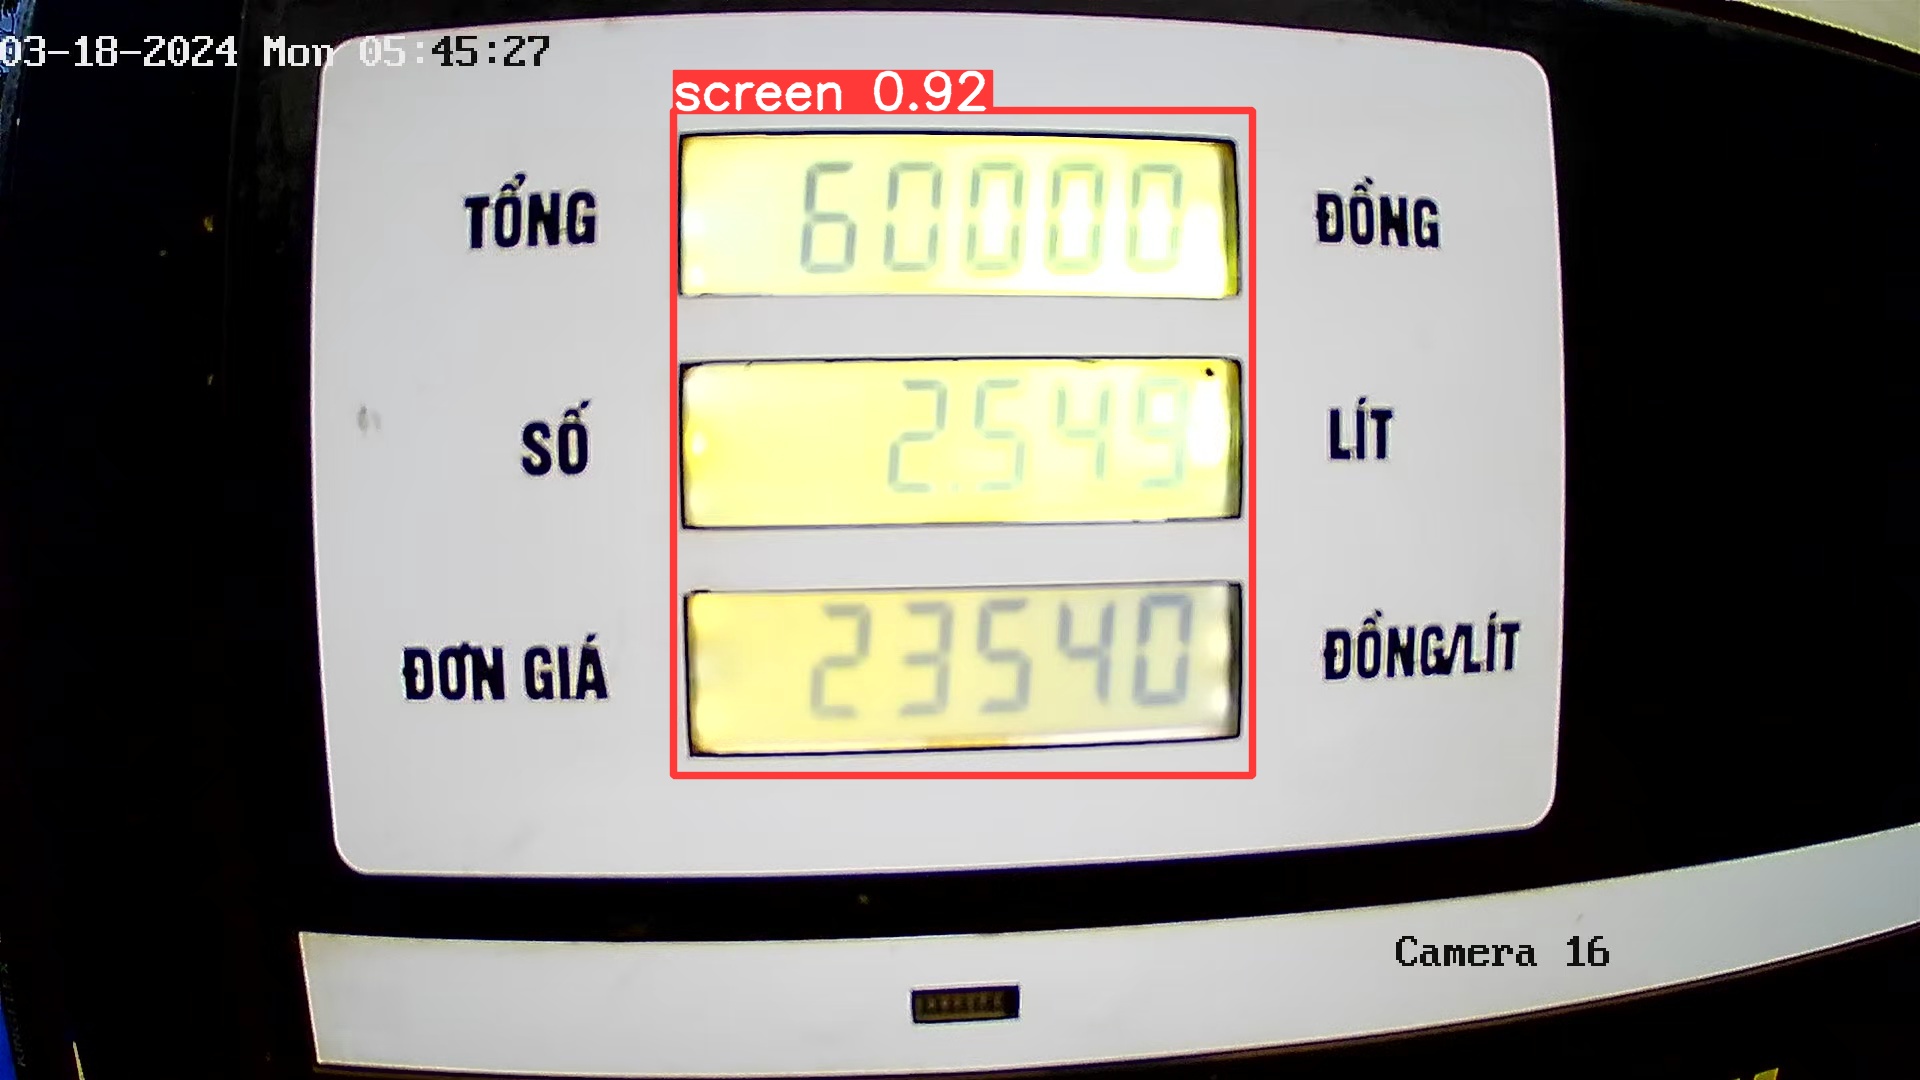 03-18-2024 Mon 05:45:27
screen 0.92
TỔNG 60000 ĐỒNG
SỐ 2.549 LÍT
ĐƠN GIÁ 23540 ĐỒNG/LÍT
Camera 16